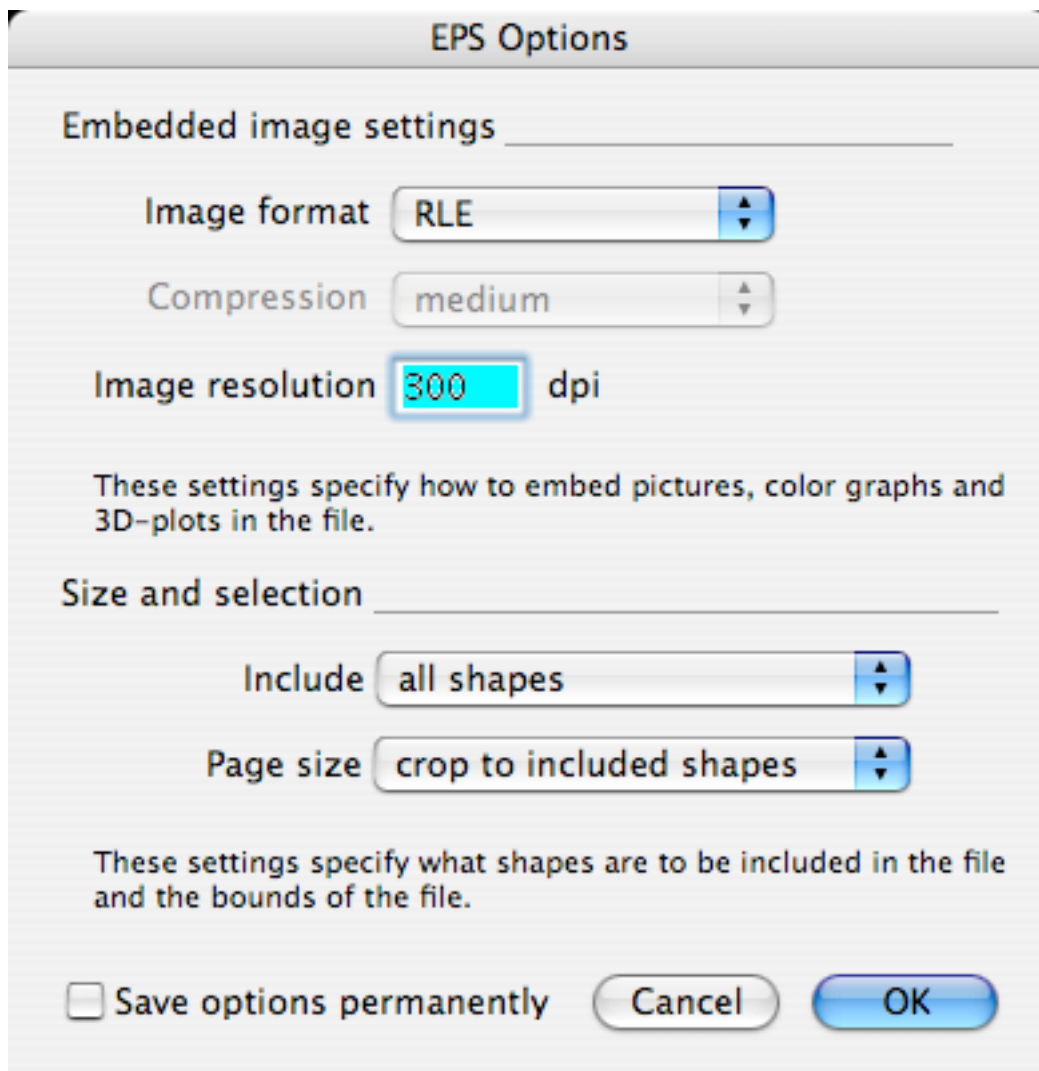 EPS Options
Embedded image settings
Image format RLE
Compression medium
Image resolution 300 dpi
These settings specify how to embed pictures, color graphs and
3D-plots in the file.
Size and selection
Include all shapes
Page size crop to included shapes
These settings specify what shapes are to be included in the file
and the bounds of the file.
Save options permanently Cancel OK